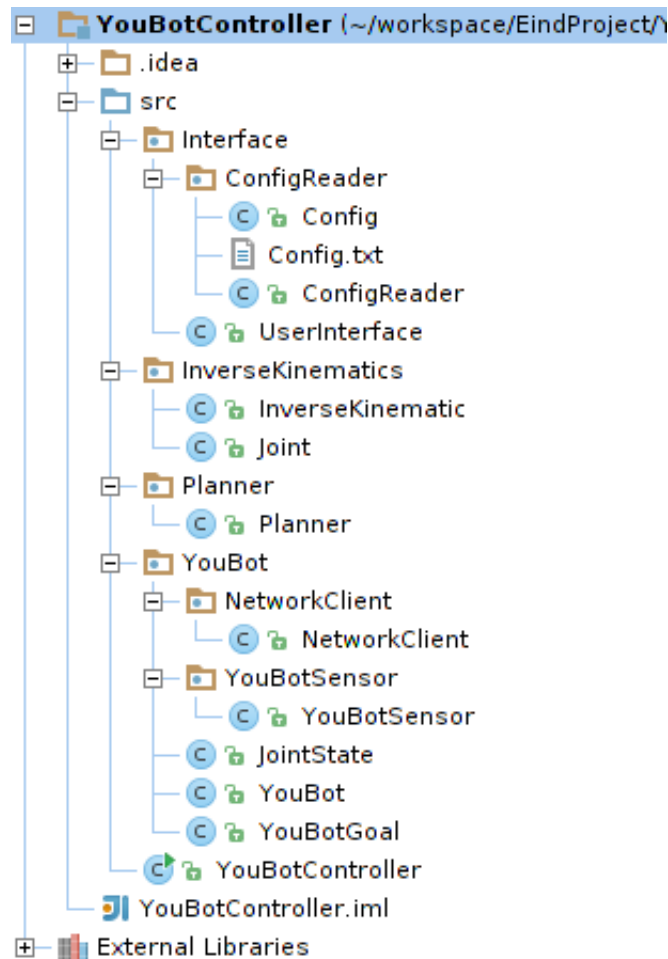 YouBotController (~/workspace/EindProject/Y
.idea
src
Interface
ConfigReader
C Config
Config.txt
C ConfigReader
C UserInterface
InverseKinematics
C InverseKinematic
C Joint
Planner
C Planner
YouBot
NetworkClient
C NetworkClient
YouBotSensor
C YouBotSensor
C JointState
C YouBot
C YouBotGoal
C YouBotController
YouBotController.iml
External Libraries